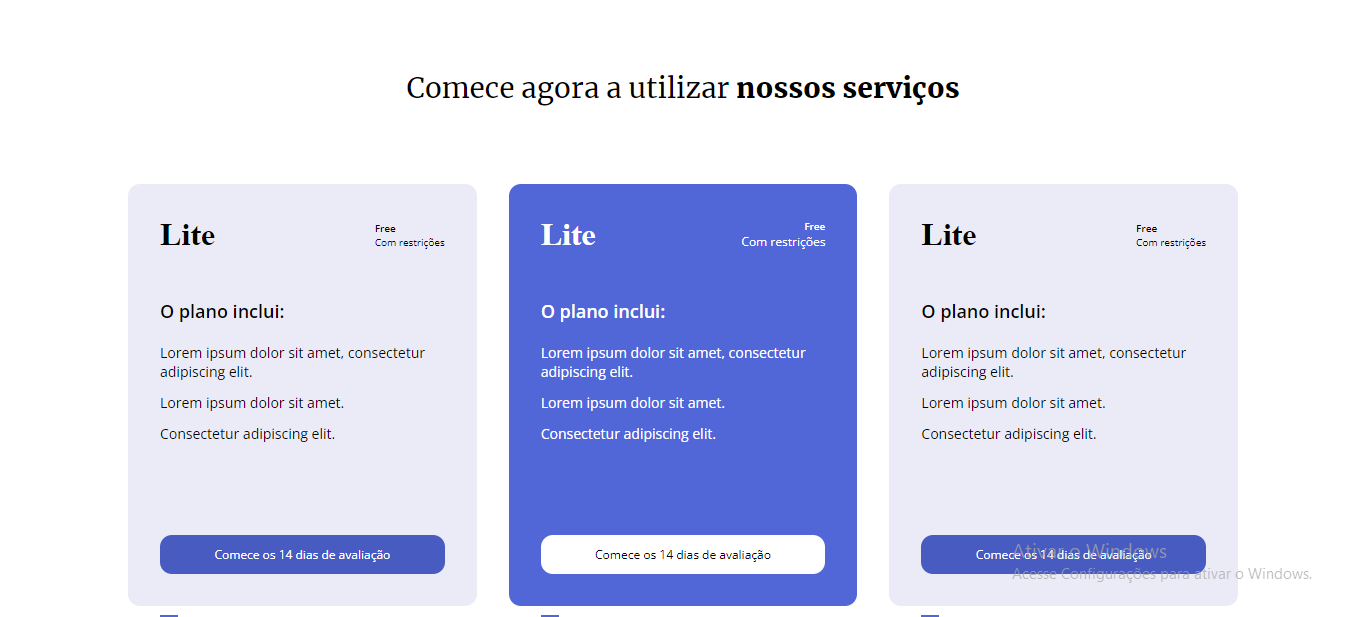 Comece agora a utilizar nossos serviços
Lite
Free
Com restrições
O plano inclui:
Lorem ipsum dolor sit amet, consectetur
adipiscing elit.
Lorem ipsum dolor sit amet.
Consectetur adipiscing elit.
Comece os 14 dias de avaliação
Lite
Free
Com restrições
O plano inclui:
Lorem ipsum dolor sit amet, consectetur
adipiscing elit.
Lorem ipsum dolor sit amet.
Consectetur adipiscing elit.
Comece os 14 dias de avaliação
Lite
Free
Com restrições
O plano inclui:
Lorem ipsum dolor sit amet, consectetur
adipiscing elit.
Lorem ipsum dolor sit amet.
Consectetur adipiscing elit.
Comece os 14 dias de avaliação
Ativar o Windows
Acesse Configurações para ativar o Windows.